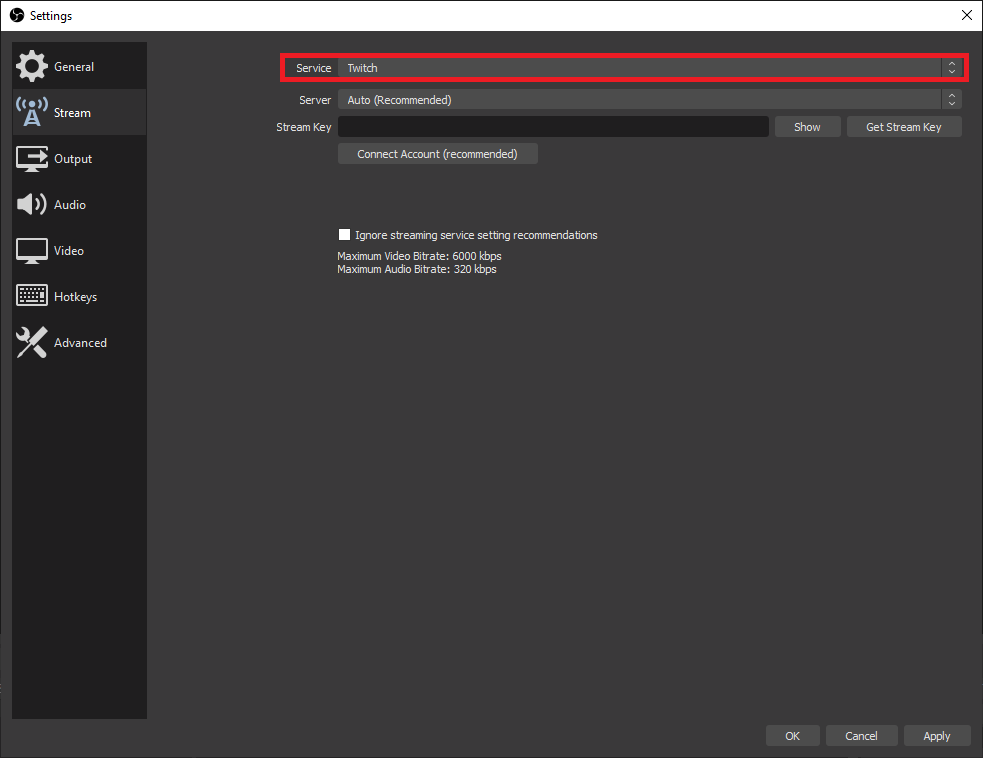 Settings
General
Stream
Output
Audio
Video
Hotkeys
Advanced
Service Twitch
Server Auto (Recommended)
Stream Key Show Get Stream Key
Connect Account (recommended)
Ignore streaming service setting recommendations
Maximum Video Bitrate: 6000 kbps
Maximum Audio Bitrate: 320 kbps
OK Cancel Apply